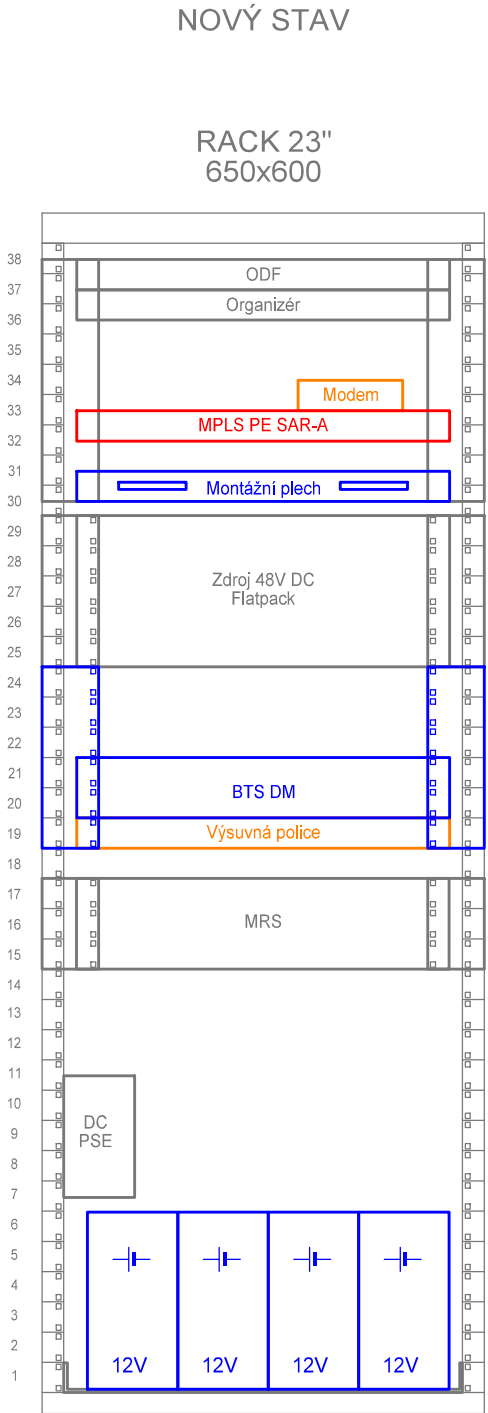 NOVÝ STAV
RACK 23"
650x600
38
ODF
37
Organizér
36
35
34
Modem
33
MPLS PE SAR-A
32
31
Montážní plech
30
29
28
Zdroj 48V DC
27
Flatpack
26
25
24
23
22
21
BTS DM
20
19
Výsuvná police
18
17
16
MRS
15
14
13
12
11
10
DC
9
PSE
8
7
6
5
4
3
2
12V 12V 12V 12V
1